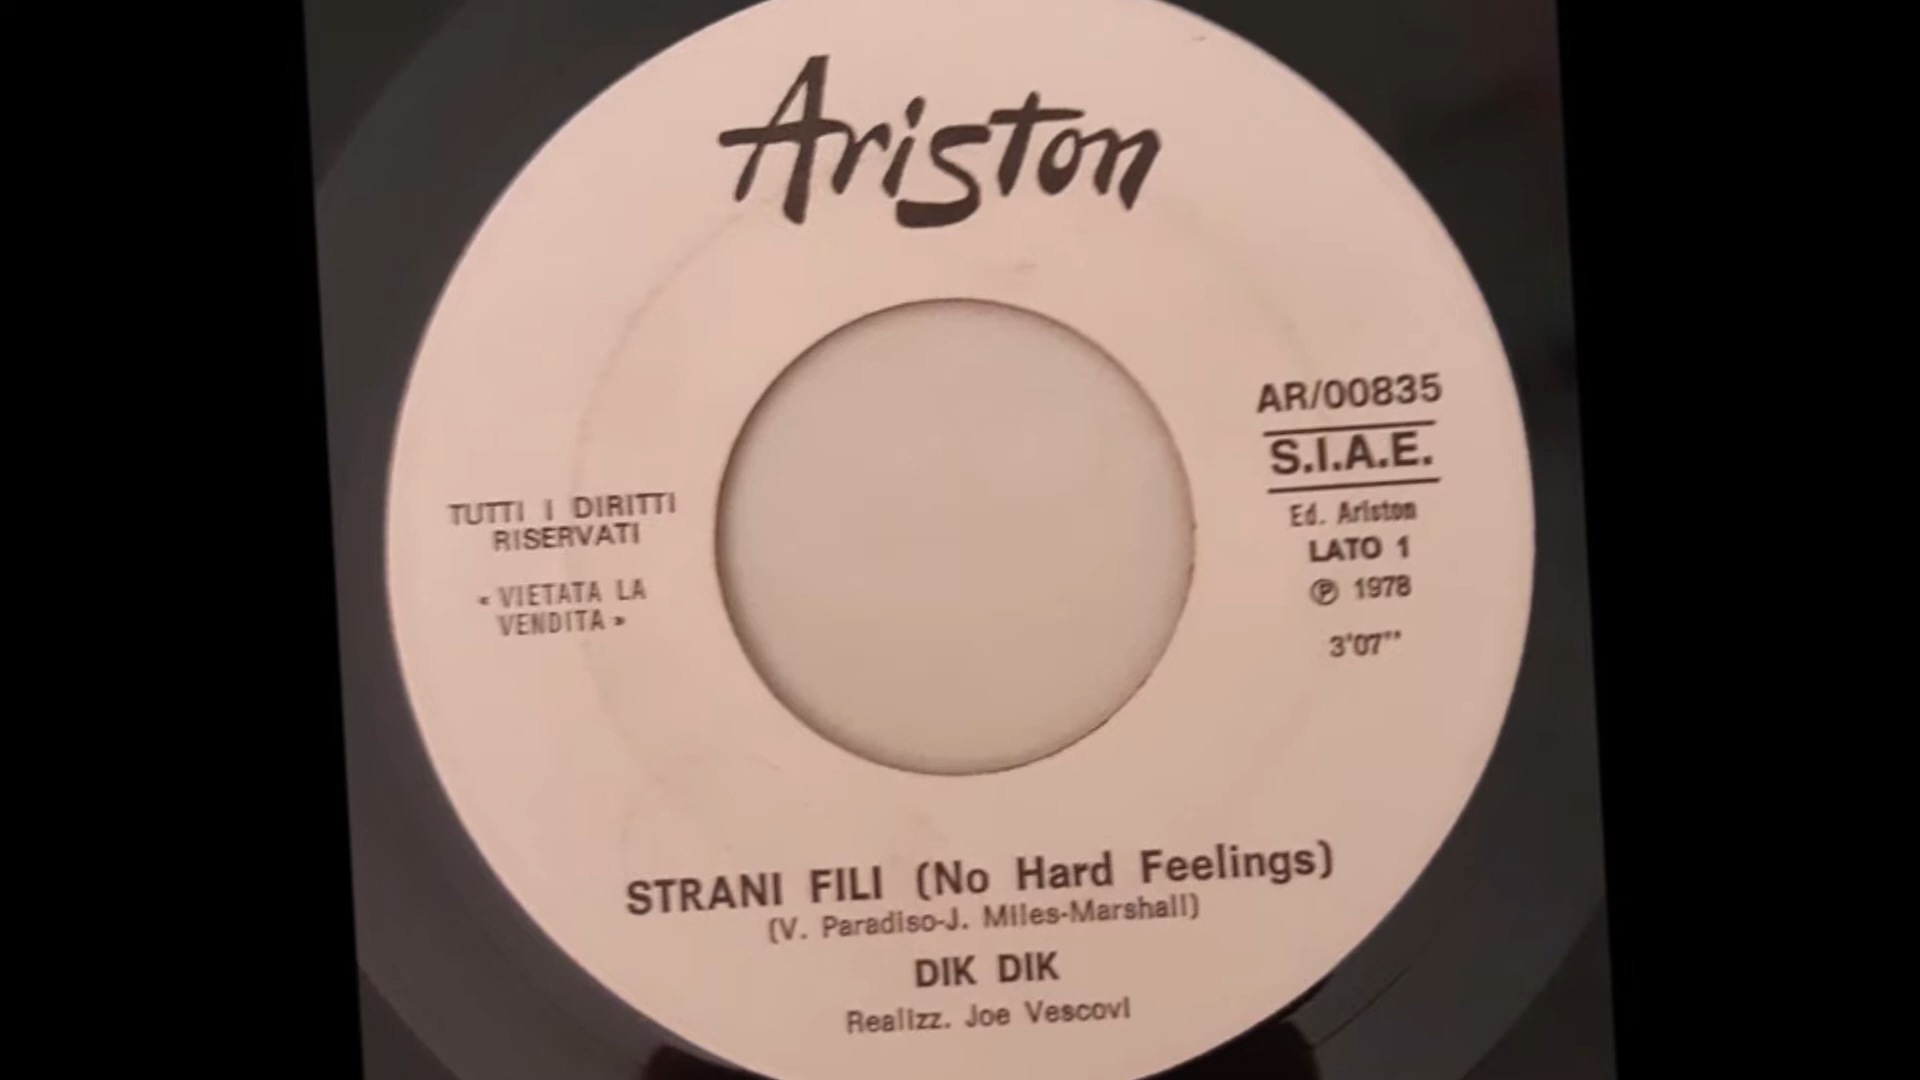 Ariston
AR/00835
S.I.A.E.
Ed. Ariston
LATO 1
℗ 1978
3'07''
TUTTI I DIRITTI
RISERVATI
« VIETATA LA
VENDITA »
STRANI FILI (No Hard Feelings)
(V. Paradiso-J. Miles-Marshall)
DIK DIK
Realizz. Joe Vescovi